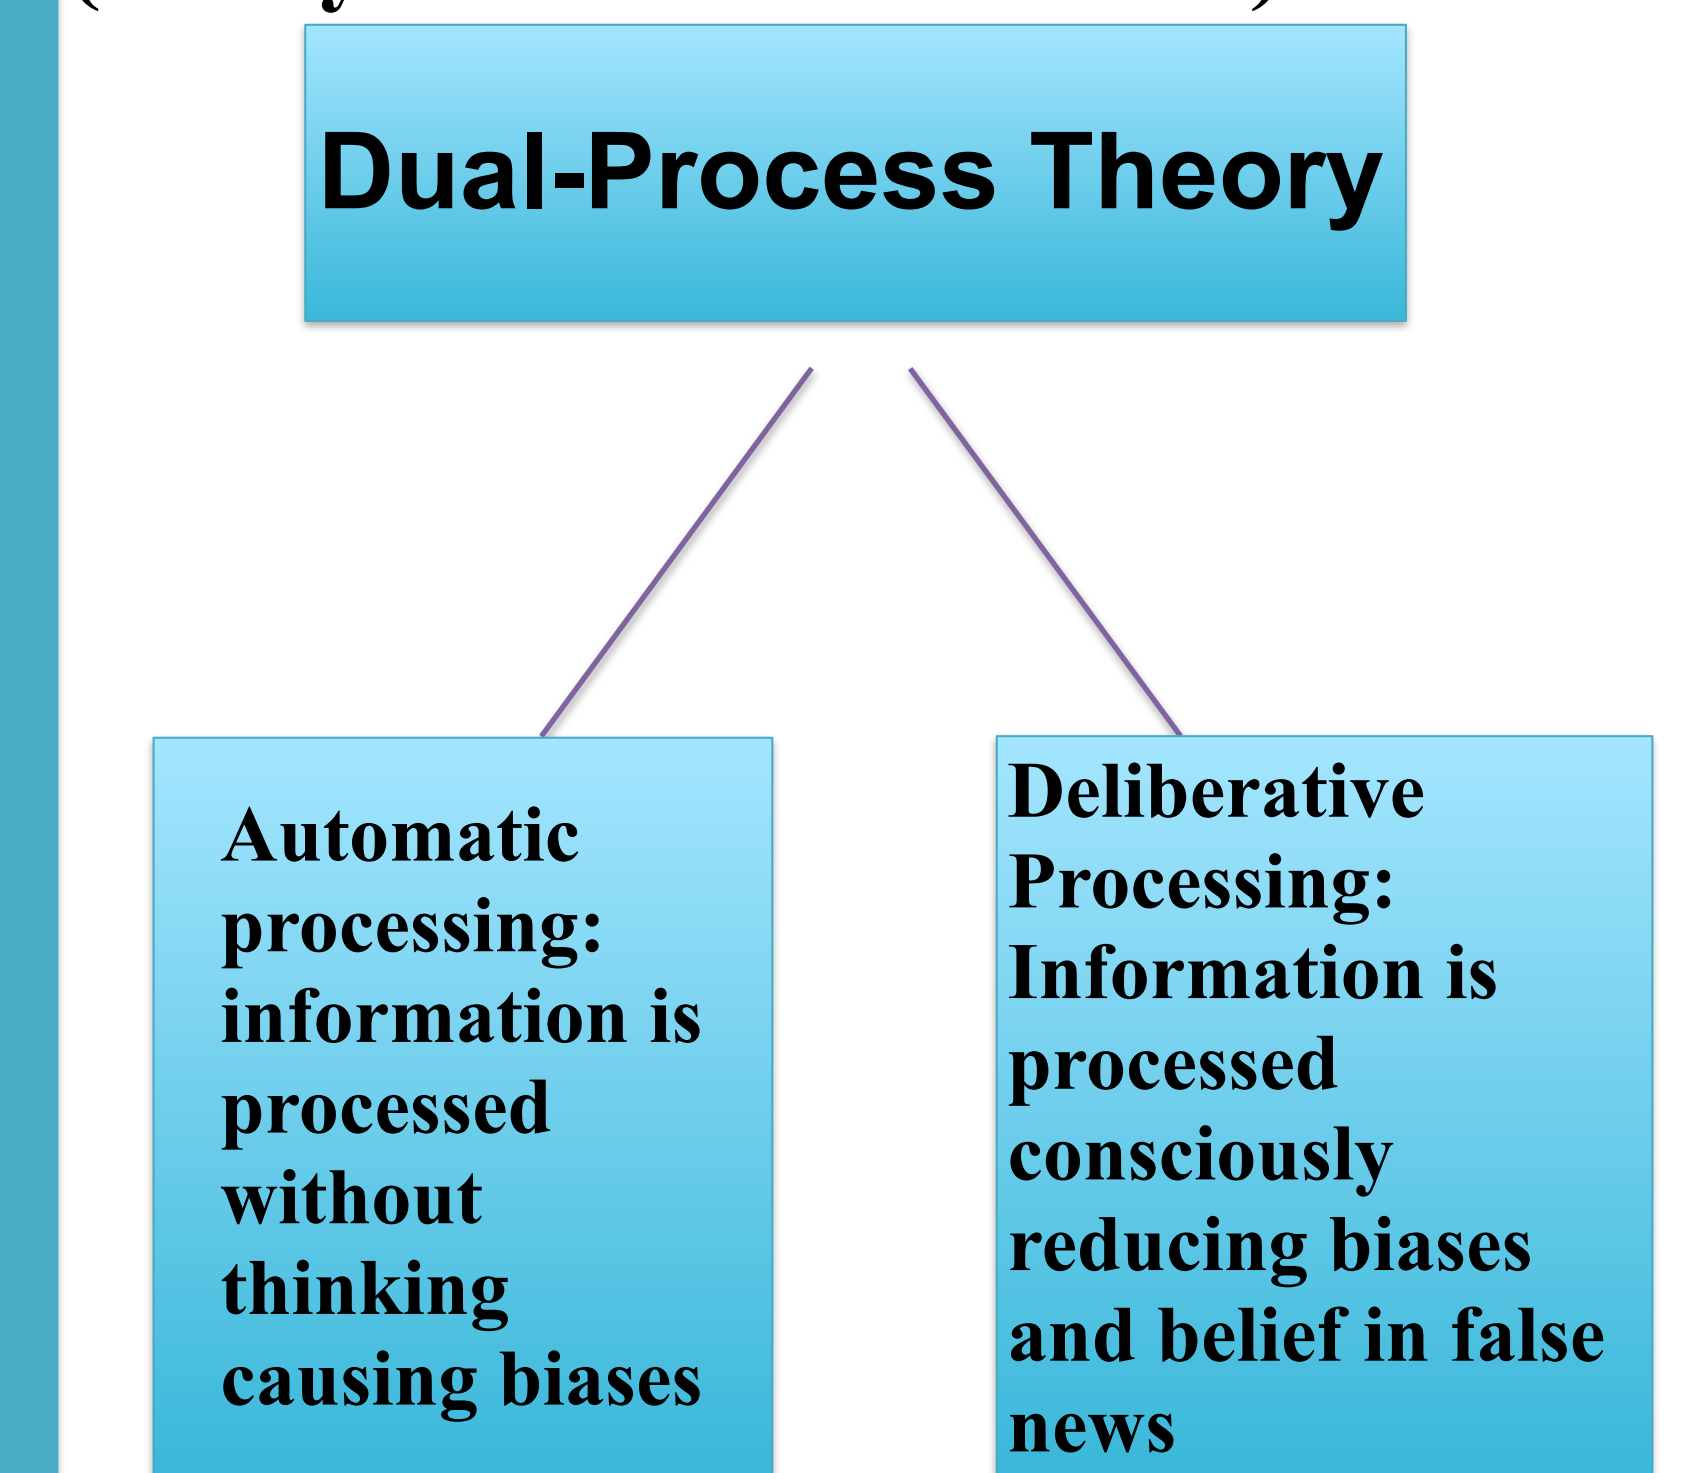 Dual-Process Theory
Automatic
processing:
information is
processed
without
thinking
causing biases
Deliberative
Processing:
Information is
processed
consciously
reducing biases
and belief in false
news